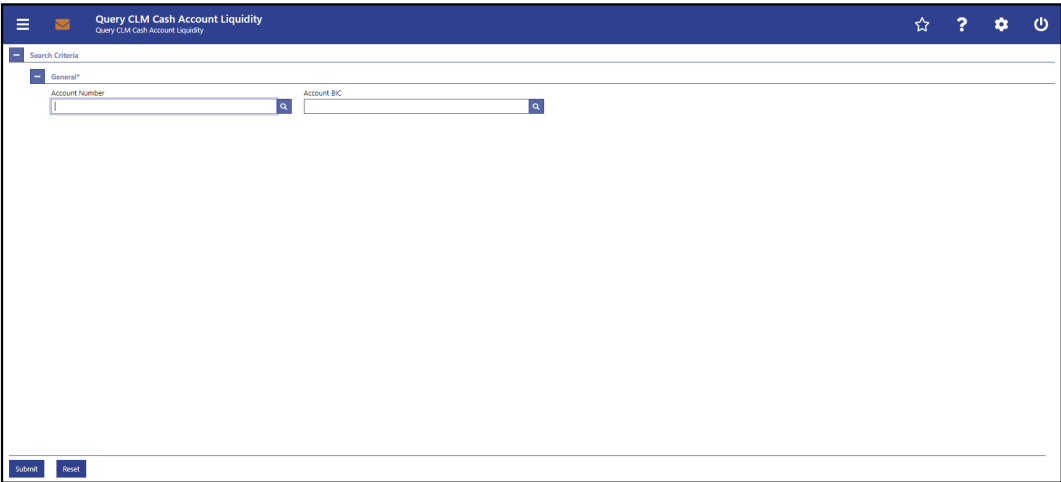 Query CLM Cash Account Liquidity
Query CLM Cash Account Liquidity
Search Criteria
General*
Account Number
Account BIC
Submit
Reset